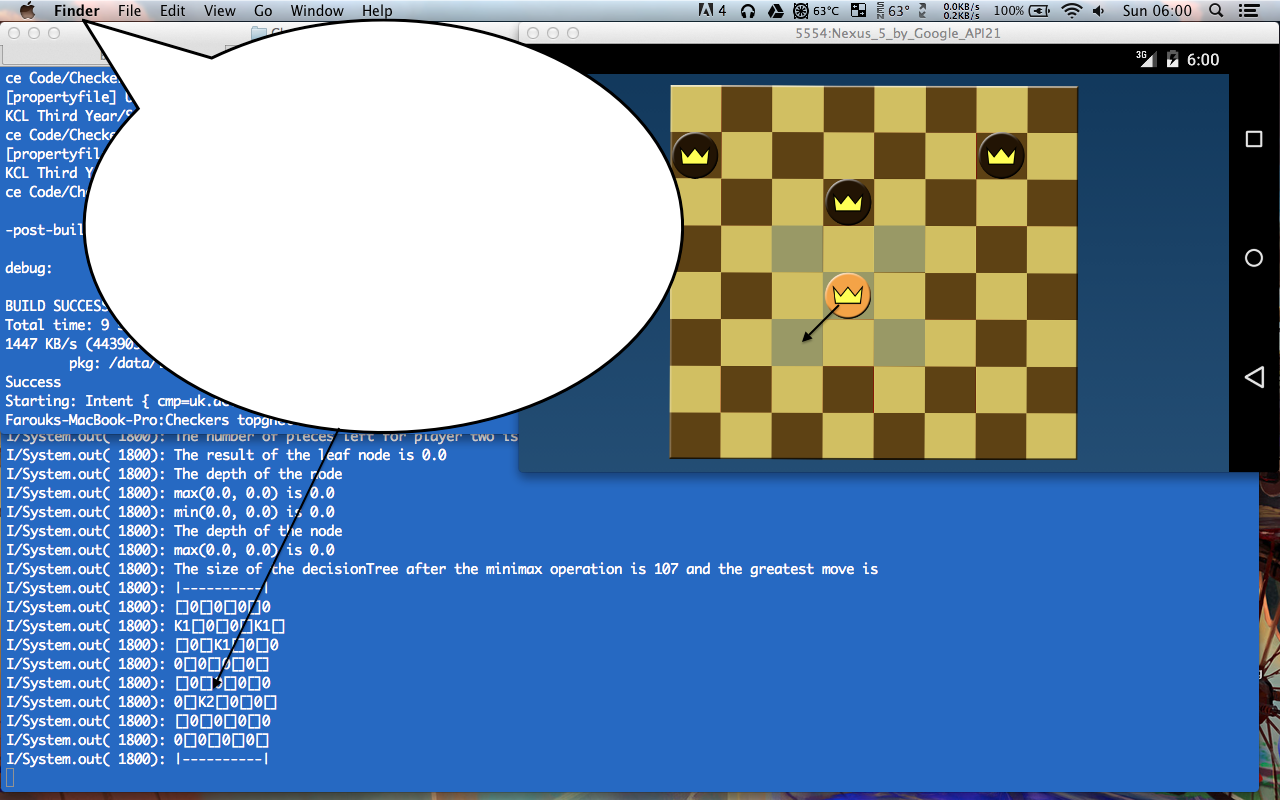 Finder File Edit View Go Window Help 4 63°C 63° 0.0KB/s 0.2KB/s 100% Sun 06:00
5554:Nexus_5_by_Google_API21
3G 6:00
ce Code/Checke
[propertyfile]
KCL Third Year/
ce Code/Checke
[propertyfil
KCL Third Y
ce Code/Ch
-post-buil
debug:
BUILD SUCCESS
Total time: 9
1447 KB/s (44390
pkg: /data/
Success
Starting: Intent { cmp=uk.ac
Farouks-MacBook-Pro:Checkers topgho
I/System.out( 1800): The number of pieces left for player two is
I/System.out( 1800): The result of the leaf node is 0.0
I/System.out( 1800): The depth of the node
I/System.out( 1800): max(0.0, 0.0) is 0.0
I/System.out( 1800): min(0.0, 0.0) is 0.0
I/System.out( 1800): The depth of the node
I/System.out( 1800): max(0.0, 0.0) is 0.0
I/System.out( 1800): The size of the decisionTree after the minimax operation is 107 and the greatest move is
I/System.out( 1800): |----------|
I/System.out( 1800): □0□0□0□0
I/System.out( 1800): K1□0□0□K1□
I/System.out( 1800): □0□K1□0□0
I/System.out( 1800): 0□0□0□0□
I/System.out( 1800): □0□0□0□0
I/System.out( 1800): 0□K2□0□0□
I/System.out( 1800): □0□0□0□0
I/System.out( 1800): 0□0□0□0□
I/System.out( 1800): |----------|